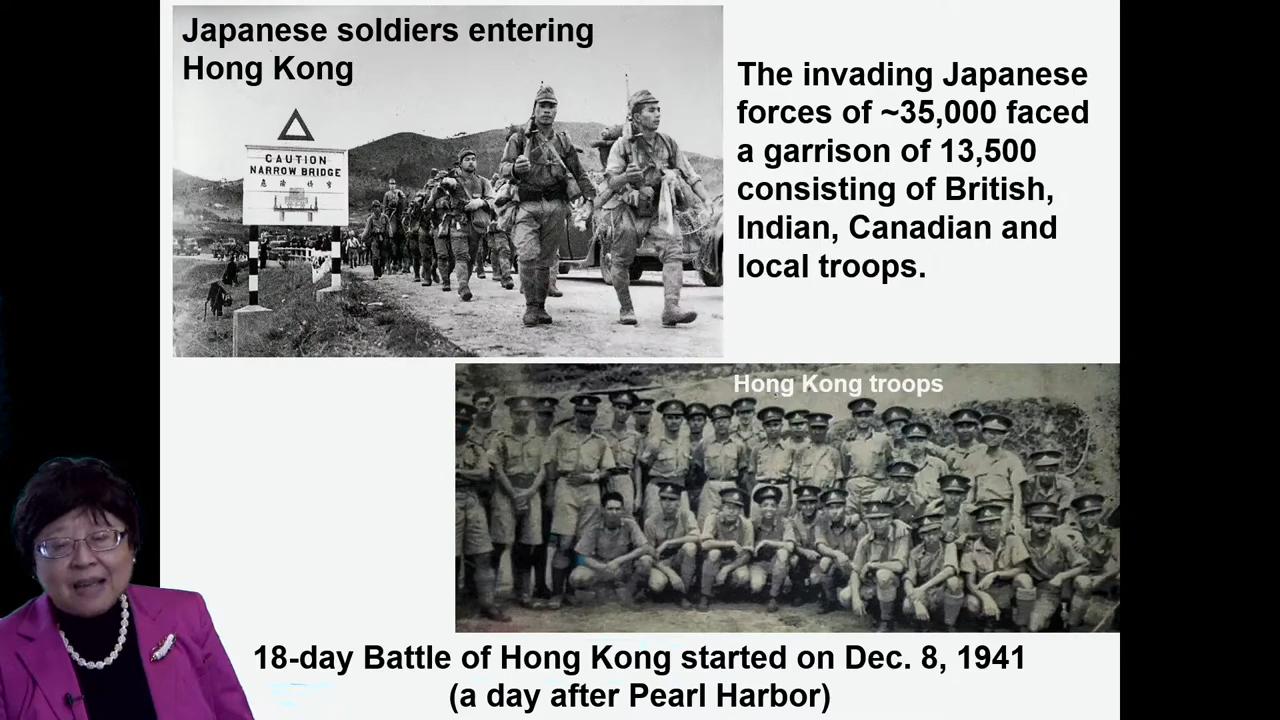 Japanese soldiers entering
Hong Kong
CAUTION
NARROW BRIDGE
The invading Japanese
forces of ~35,000 faced
a garrison of 13,500
consisting of British,
Indian, Canadian and
local troops.
Hong Kong troops
18-day Battle of Hong Kong started on Dec. 8, 1941
(a day after Pearl Harbor)